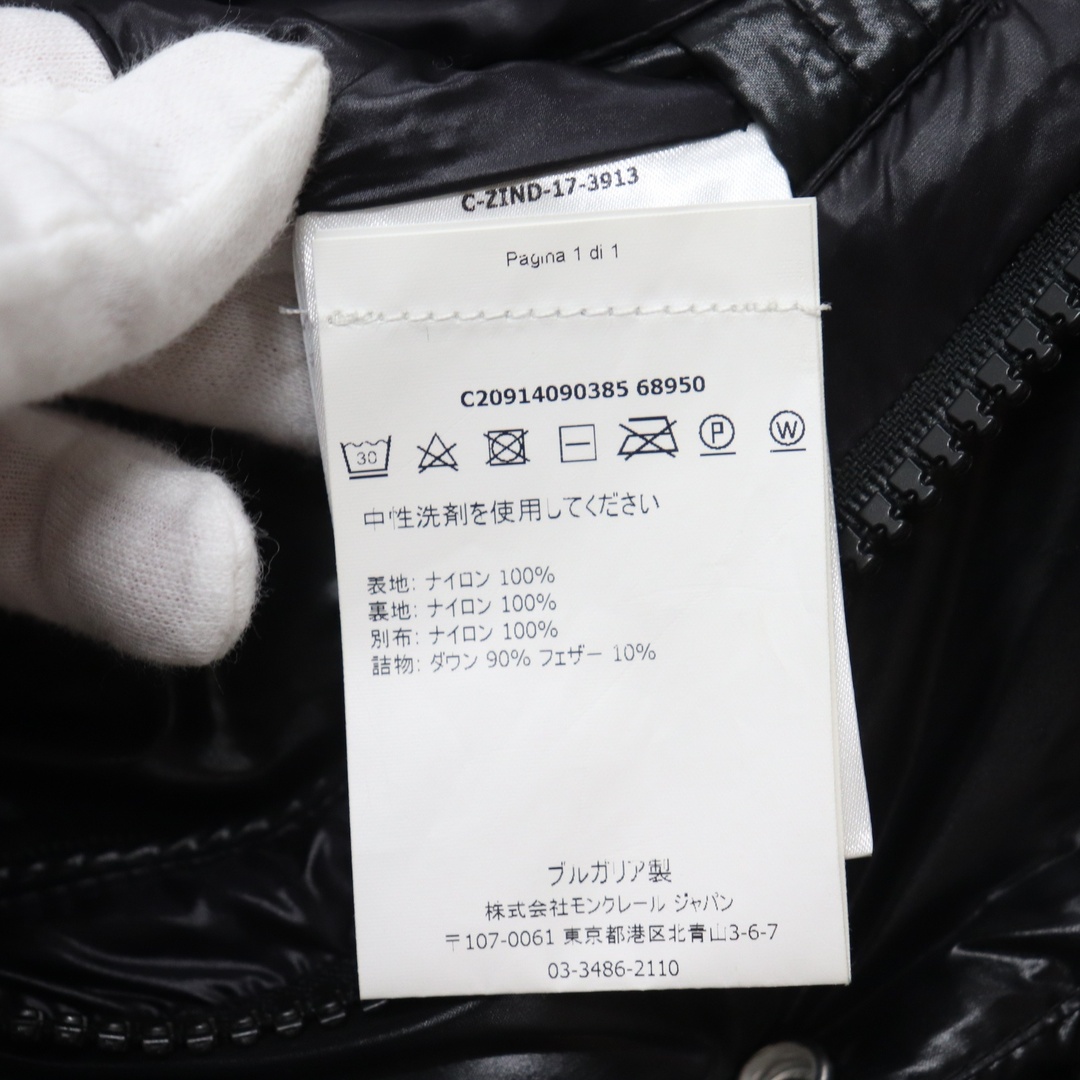 C-ZIND-17-3913
Pagina 1 di 1
C20914090385 68950
30 P W
中性洗剤を使用してください
表地: ナイロン 100%
裏地: ナイロン 100%
別布: ナイロン 100%
詰物: ダウン 90% フェザー 10%
ブルガリア製
株式会社モンクレール ジャパン
〒107-0061 東京都港区北青山3-6-7
03-3486-2110